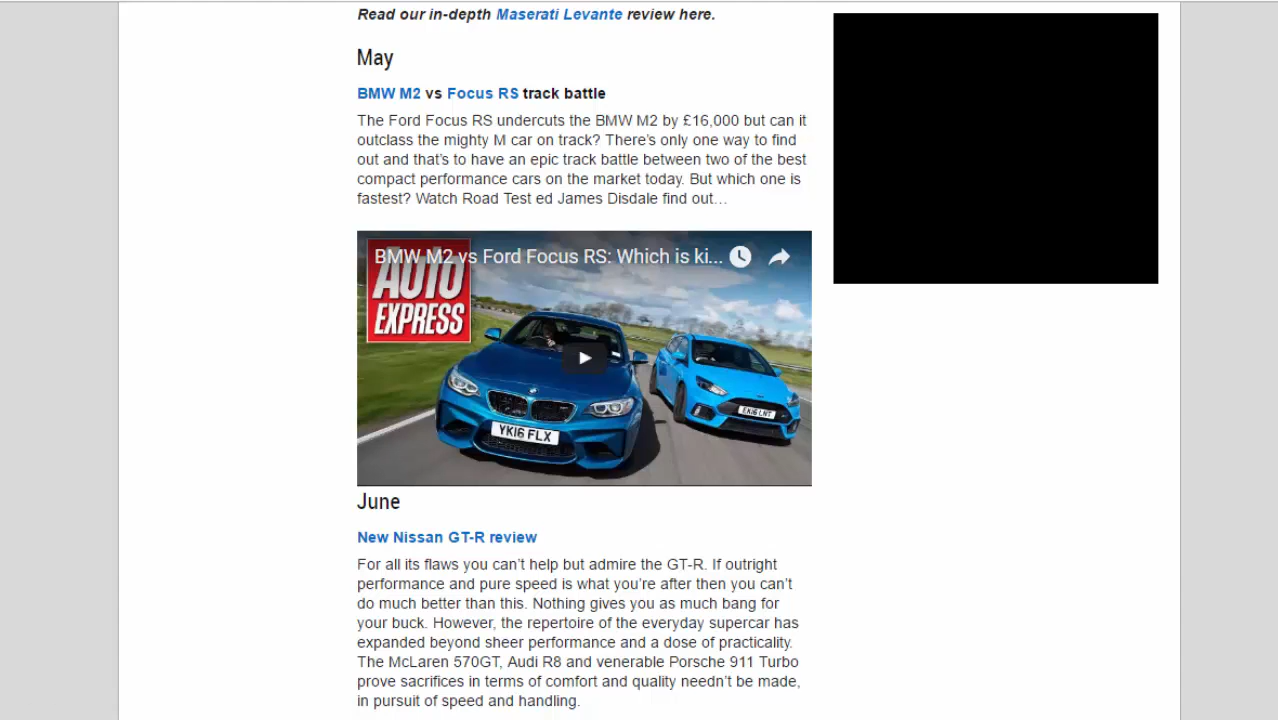 Read our in-depth Maserati Levante review here.
May
BMW M2 vs Focus RS track battle
The Ford Focus RS undercuts the BMW M2 by £16,000 but can it
outclass the mighty M car on track? There’s only one way to find
out and that’s to have an epic track battle between two of the best
compact performance cars on the market today. But which one is
fastest? Watch Road Test ed James Disdale find out…
BMW M2 vs Ford Focus RS: Which is ki...
AUTO
EXPRESS
YK16 FLX
EK16 LNT
June
New Nissan GT-R review
For all its flaws you can’t help but admire the GT-R. If outright
performance and pure speed is what you’re after then you can’t
do much better than this. Nothing gives you as much bang for
your buck. However, the repertoire of the everyday supercar has
expanded beyond sheer performance and a dose of practicality.
The McLaren 570GT, Audi R8 and venerable Porsche 911 Turbo
prove sacrifices in terms of comfort and quality needn’t be made,
in pursuit of speed and handling.